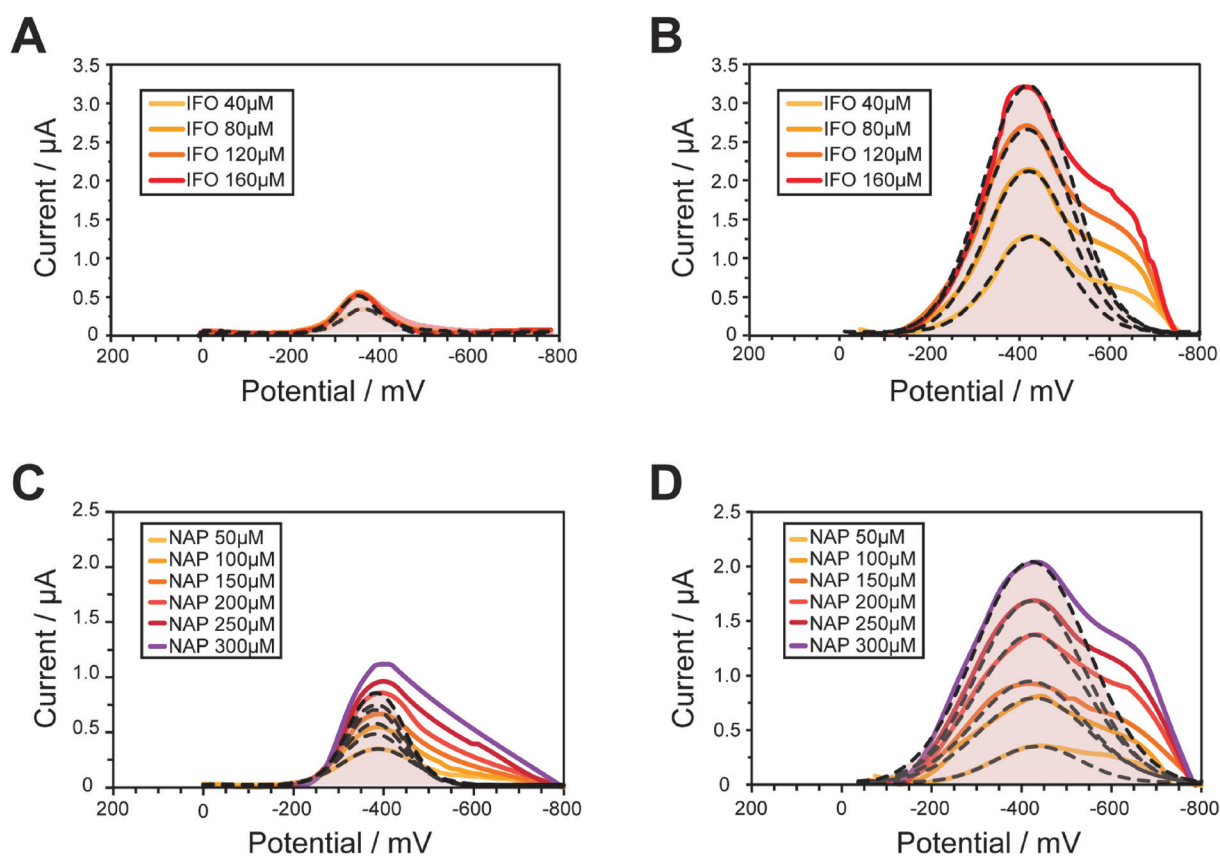 A
3.5
3.0
2.5
2.0
1.5
1.0
0.5
0
Current / µA
IFO 40µM
IFO 80µM
IFO 120µM
IFO 160µM
200 0 -200 -400 -600 -800
Potential / mV
B
3.5
3.0
2.5
2.0
1.5
1.0
0.5
0
Current / µA
IFO 40µM
IFO 80µM
IFO 120µM
IFO 160µM
200 0 -200 -400 -600 -800
Potential / mV
C
2.5
2.0
1.5
1.0
0.5
0
Current / µA
NAP 50µM
NAP 100µM
NAP 150µM
NAP 200µM
NAP 250µM
NAP 300µM
200 0 -200 -400 -600 -800
Potential / mV
D
2.5
2.0
1.5
1.0
0.5
0
Current / µA
NAP 50µM
NAP 100µM
NAP 150µM
NAP 200µM
NAP 250µM
NAP 300µM
200 0 -200 -400 -600 -800
Potential / mV